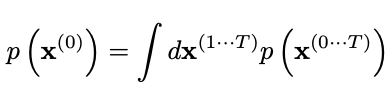 p(𝐱^{(0)}) = ∫ d𝐱^{(1⋯T)} p(𝐱^{(0⋯T)})